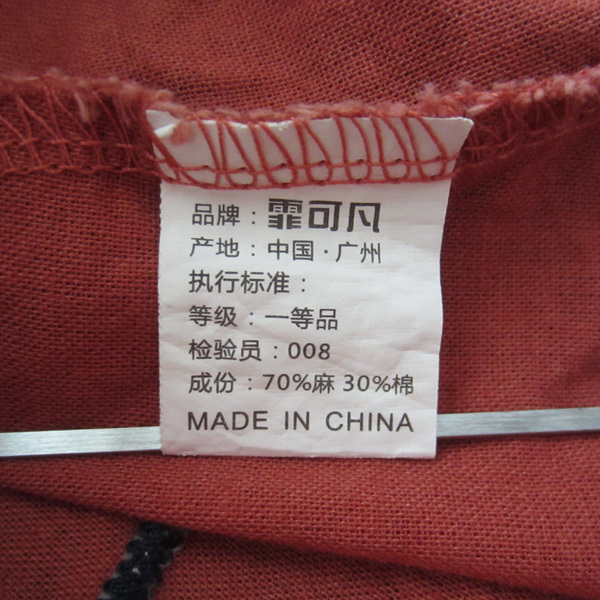 品牌：霏可凡
产地：中国·广州
执行标准：
等级：一等品
检验员：008
成份：70%麻 30%棉
MADE IN CHINA